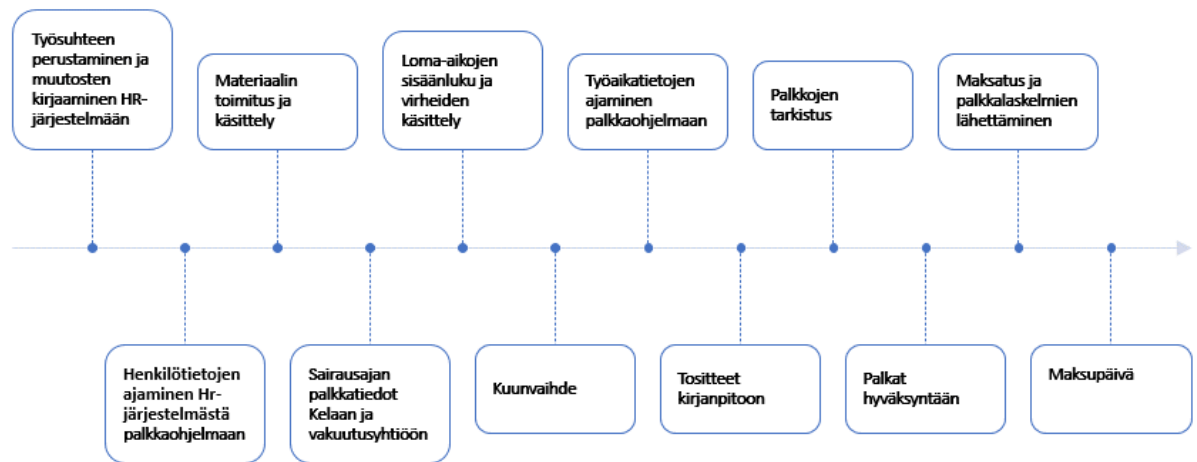 Työsuhteen
perustaminen ja
muutosten
kirjaaminen HR-
järjestelmään
Materiaalin
toimitus ja
käsittely
Loma-aikojen
sisäänluku ja
virheiden
käsittely
Työaikatietojen
ajaminen
palkkaohjelmaan
Palkkojen
tarkistus
Maksatus ja
palkkalaskelmien
lähettäminen
Henkilötietojen
ajaminen Hr-
järjestelmästä
palkkaohjelmaan
Sairausajan
palkkatiedot
Kelaan ja
vakuutusyhtiöön
Kuunvaihde
Tositteet
kirjanpitoon
Palkat
hyväksyntään
Maksupäivä